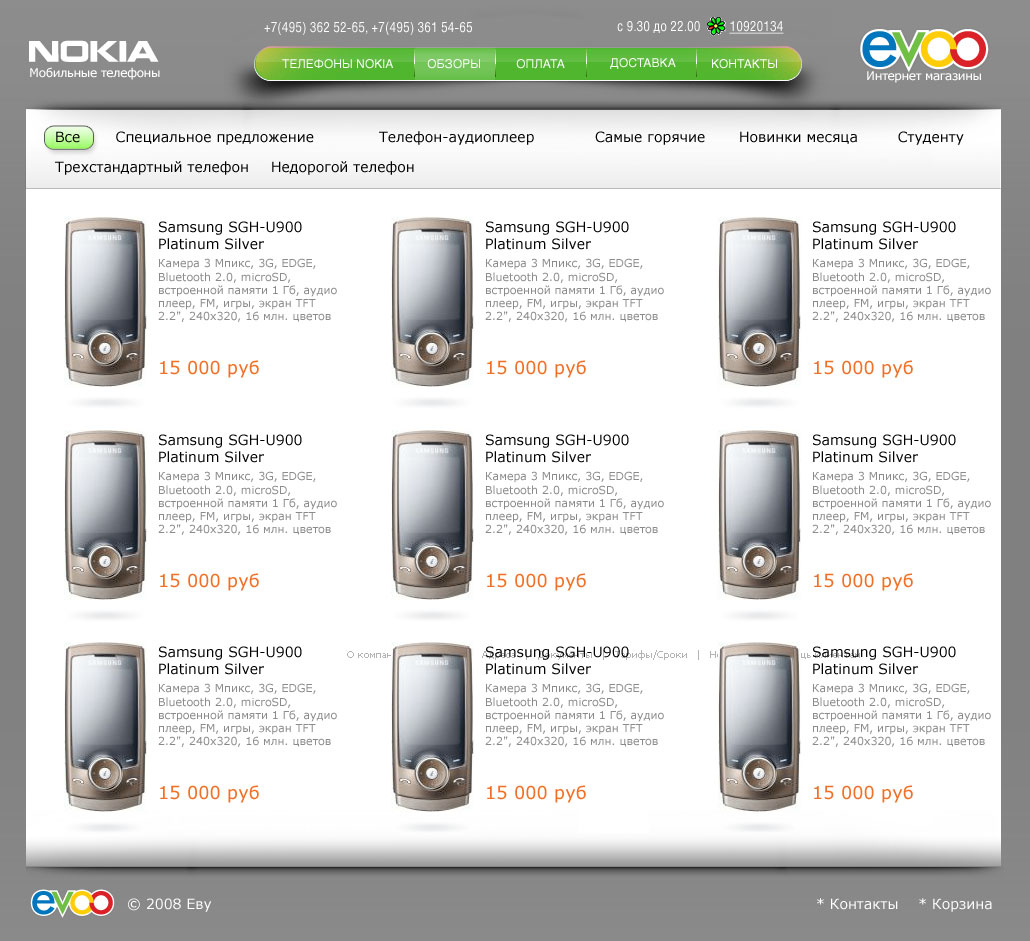 +7(495) 362 52-65, +7(495) 361 54-65
с 9.30 до 22.00 10920134
NOKIA
Мобильные телефоны
ТЕЛЕФОНЫ NOKIA ОБЗОРЫ ОПЛАТА ДОСТАВКА КОНТАКТЫ
evoo
Интернет магазины
Все Специальное предложение Телефон-аудиоплеер Самые горячие Новинки месяца Студенту
Трехстандартный телефон Недорогой телефон
Samsung SGH-U900 Samsung SGH-U900 Samsung SGH-U900
Platinum Silver Platinum Silver Platinum Silver
Камера 3 Мпикс, 3G, EDGE, Камера 3 Мпикс, 3G, EDGE, Камера 3 Мпикс, 3G, EDGE,
Bluetooth 2.0, microSD, Bluetooth 2.0, microSD, Bluetooth 2.0, microSD,
встроенной памяти 1 Гб, аудио встроенной памяти 1 Гб, аудио встроенной памяти 1 Гб, аудио
плеер, FM, игры, экран TFT плеер, FM, игры, экран TFT плеер, FM, игры, экран TFT
2.2", 240x320, 16 млн. цветов 2.2", 240x320, 16 млн. цветов 2.2", 240x320, 16 млн. цветов
15 000 руб 15 000 руб 15 000 руб
Samsung SGH-U900 Samsung SGH-U900 Samsung SGH-U900
Platinum Silver Platinum Silver Platinum Silver
Камера 3 Мпикс, 3G, EDGE, Камера 3 Мпикс, 3G, EDGE, Камера 3 Мпикс, 3G, EDGE,
Bluetooth 2.0, microSD, Bluetooth 2.0, microSD, Bluetooth 2.0, microSD,
встроенной памяти 1 Гб, аудио встроенной памяти 1 Гб, аудио встроенной памяти 1 Гб, аудио
плеер, FM, игры, экран TFT плеер, FM, игры, экран TFT плеер, FM, игры, экран TFT
2.2", 240x320, 16 млн. цветов 2.2", 240x320, 16 млн. цветов 2.2", 240x320, 16 млн. цветов
15 000 руб 15 000 руб 15 000 руб
Samsung SGH-U900 Samsung SGH-U900 Samsung SGH-U900
Platinum Silver Platinum Silver Platinum Silver
Камера 3 Мпикс, 3G, EDGE, Камера 3 Мпикс, 3G, EDGE, Камера 3 Мпикс, 3G, EDGE,
Bluetooth 2.0, microSD, Bluetooth 2.0, microSD, Bluetooth 2.0, microSD,
встроенной памяти 1 Гб, аудио встроенной памяти 1 Гб, аудио встроенной памяти 1 Гб, аудио
плеер, FM, игры, экран TFT плеер, FM, игры, экран TFT плеер, FM, игры, экран TFT
2.2", 240x320, 16 млн. цветов 2.2", 240x320, 16 млн. цветов 2.2", 240x320, 16 млн. цветов
15 000 руб 15 000 руб 15 000 руб
evoo © 2008 Еву * Контакты * Корзина